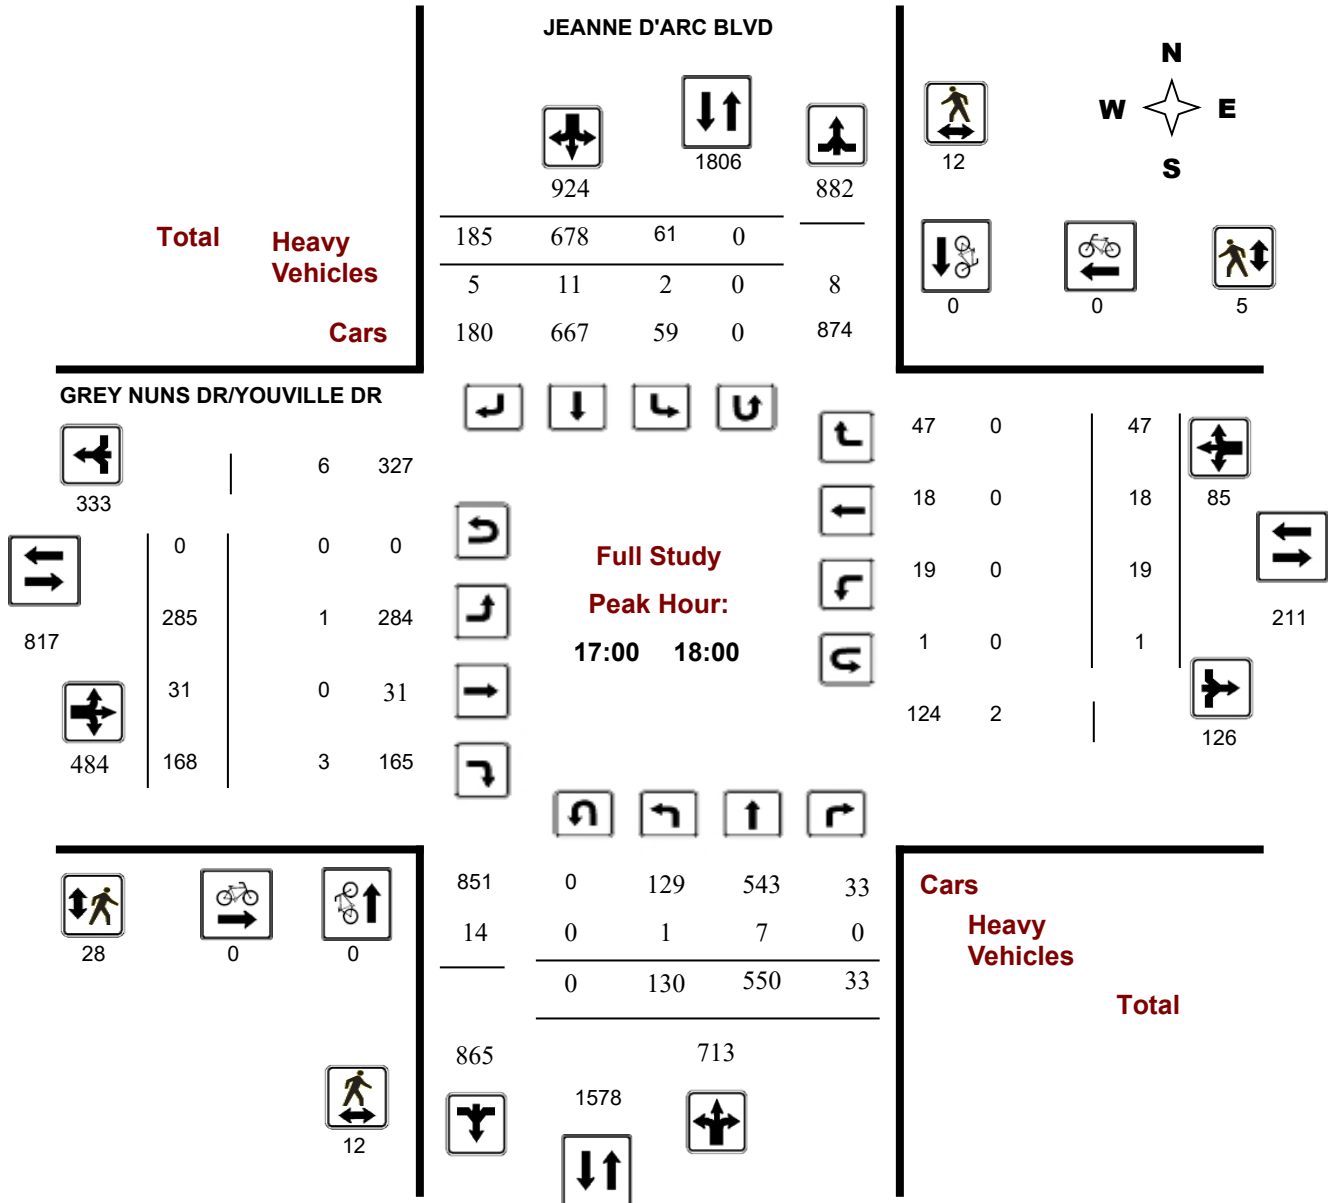 JEANNE D'ARC BLVD
N
W E
S
1806
12
924 882
Total Heavy Vehicles
185 678 61 0
5 11 2 0 8
0 0 5
Cars
180 667 59 0 874
GREY NUNS DR/YOUVILLE DR
47 0 47
6 327
333
18 0 18 85
0 0 0
Full Study
19 0 19
Peak Hour:
285 1 284
211
817
17:00 18:00
1 0 1
31 0 31
124 2
126
484 168 3 165
851 0 129 543 33
Cars
14 0 1 7 0
Heavy
Vehicles
28 0 0
0 130 550 33
Total
865 713
1578
12